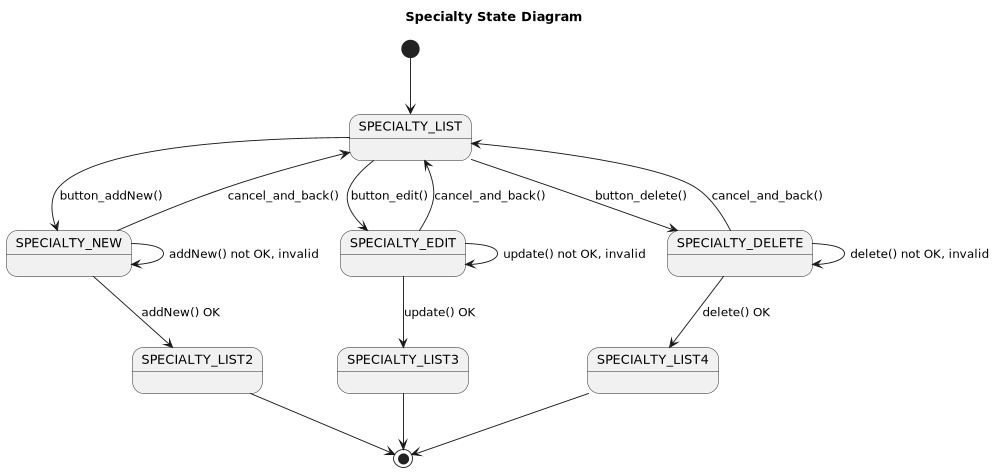 Specialty State Diagram
SPECIALTY_LIST
button_addNew()
cancel_and_back()
button_edit()
cancel_and_back()
button_delete()
cancel_and_back()
SPECIALTY_NEW
addNew() not OK, invalid
SPECIALTY_EDIT
update() not OK, invalid
SPECIALTY_DELETE
delete() not OK, invalid
addNew() OK
update() OK
delete() OK
SPECIALTY_LIST2
SPECIALTY_LIST3
SPECIALTY_LIST4